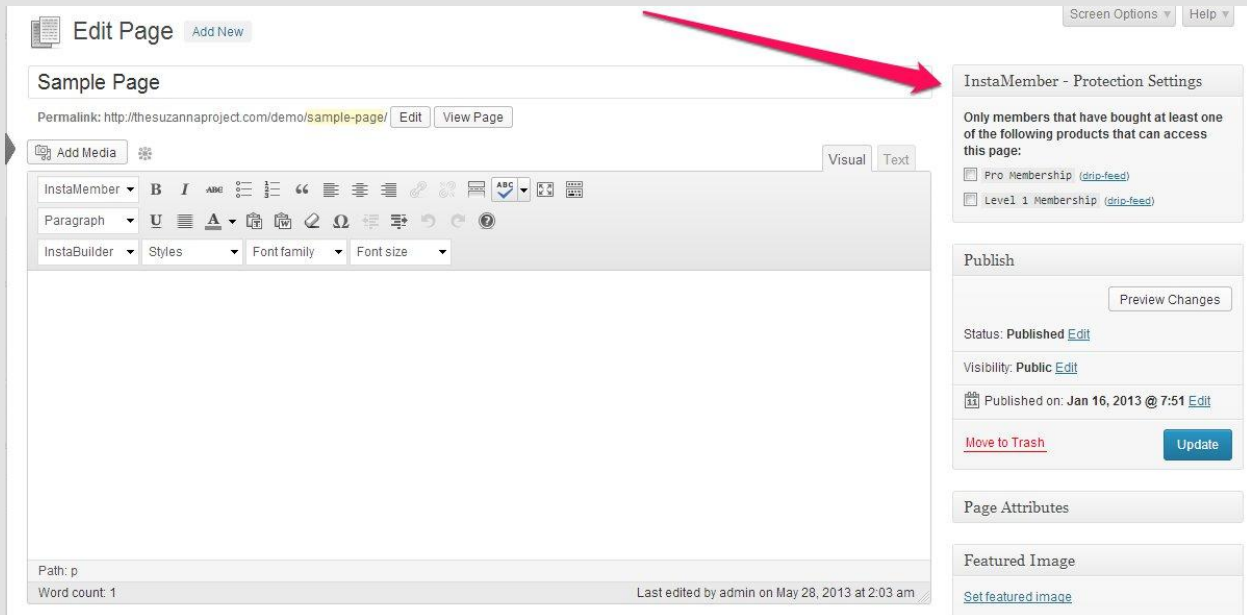 Screen Options
Help
Edit Page Add New
Sample Page
Permalink: http://thesuzannaproject.com/demo/sample-page/ Edit View Page
Add Media
Visual Text
InstaMember B I ABC ABC
Paragraph U A T W Ω
InstaBuilder Styles Font family Font size
Path: p
Word count: 1 Last edited by admin on May 28, 2013 at 2:03 am
InstaMember - Protection Settings
Only members that have bought at least one
of the following products that can access
this page:
Pro Membership (drip-feed)
Level 1 Membership (drip-feed)
Publish
Preview Changes
Status: Published Edit
Visibility: Public Edit
11 Published on: Jan 16, 2013 @ 7:51 Edit
Move to Trash Update
Page Attributes
Featured Image
Set featured image